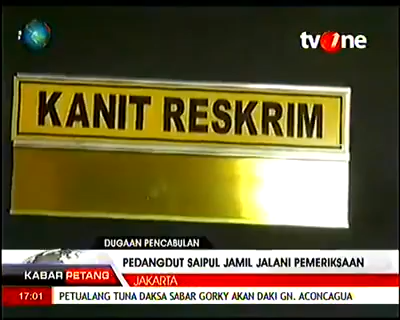 tvOne
KANIT RESKRIM
DUGAAN PENCABULAN
PEDANGDUT SAIPUL JAMIL JALANI PEMERIKSAAN
KABAR PETANG
JAKARTA
17:01 PETUALANG TUNA DAKSA SABAR GORKY AKAN DAKI GN. ACONCAGUA